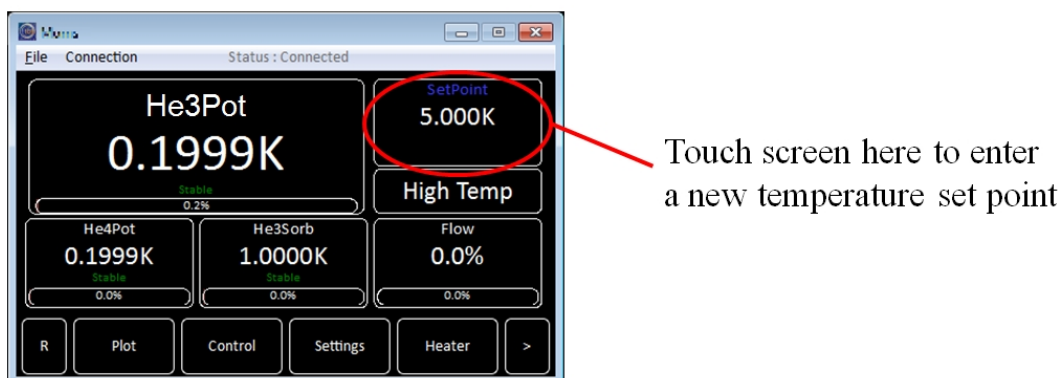 File Connection Status : Connected
He3Pot
0.1999K
Stable
0.2%
SetPoint
5.000K
High Temp
He4Pot
0.1999K
Stable
0.0%
He3Sorb
1.0000K
Stable
0.0%
Flow
0.0%
0.0%
R Plot Control Settings Heater >
Touch screen here to enter
a new temperature set point